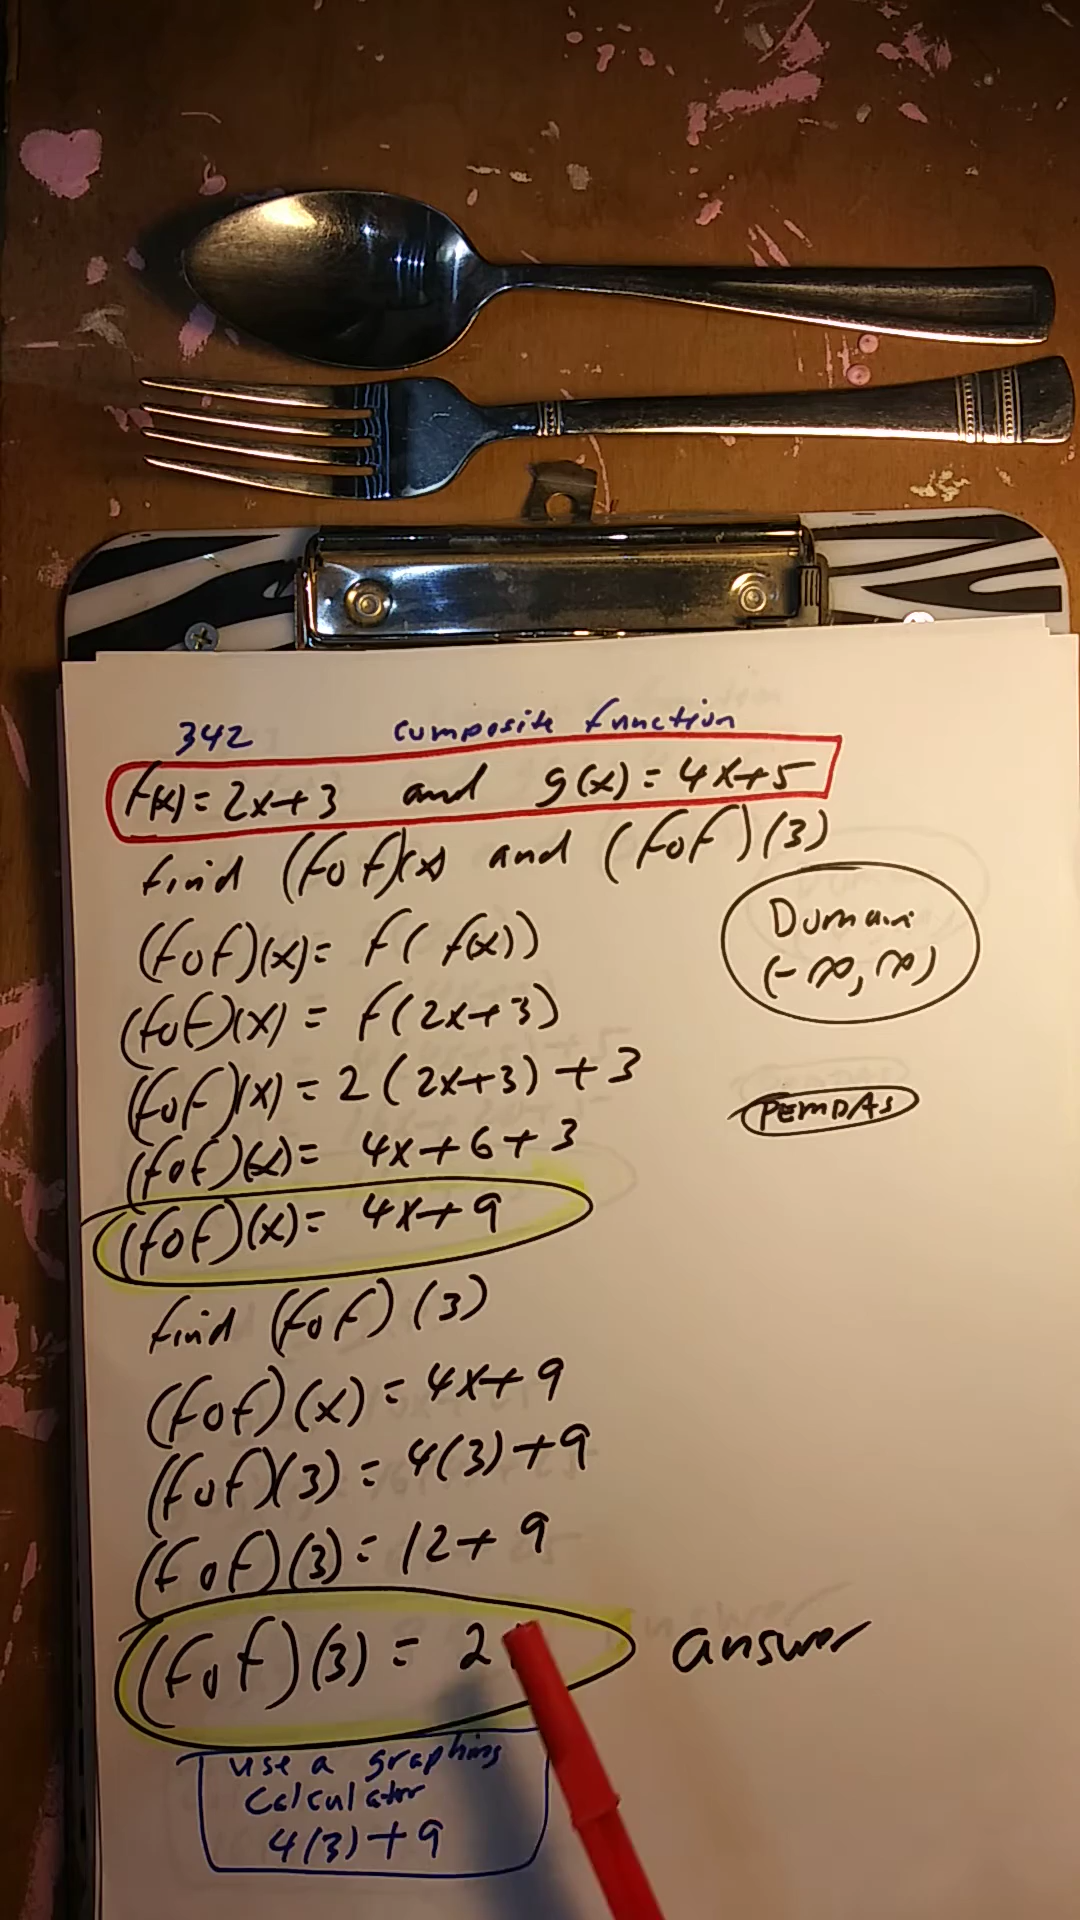 342 composite function
f(x) = 2x+3 and g(x) = 4x+5
find (fof)(x) and (fof)(3)
(fof)(x) = f(f(x))
Domain
(-∞, ∞)
(fof)(x) = f(2x+3)
(fof)(x) = 2(2x+3)+3
PEMDAS
(fof)(x) = 4x+6+3
(fof)(x) = 4x+9
find (fof)(3)
(fof)(x) = 4x+9
(fof)(3) = 4(3)+9
(fof)(3) = 12+9
(fof)(3) = 2 answer
use a graphing
calculator
4(3)+9